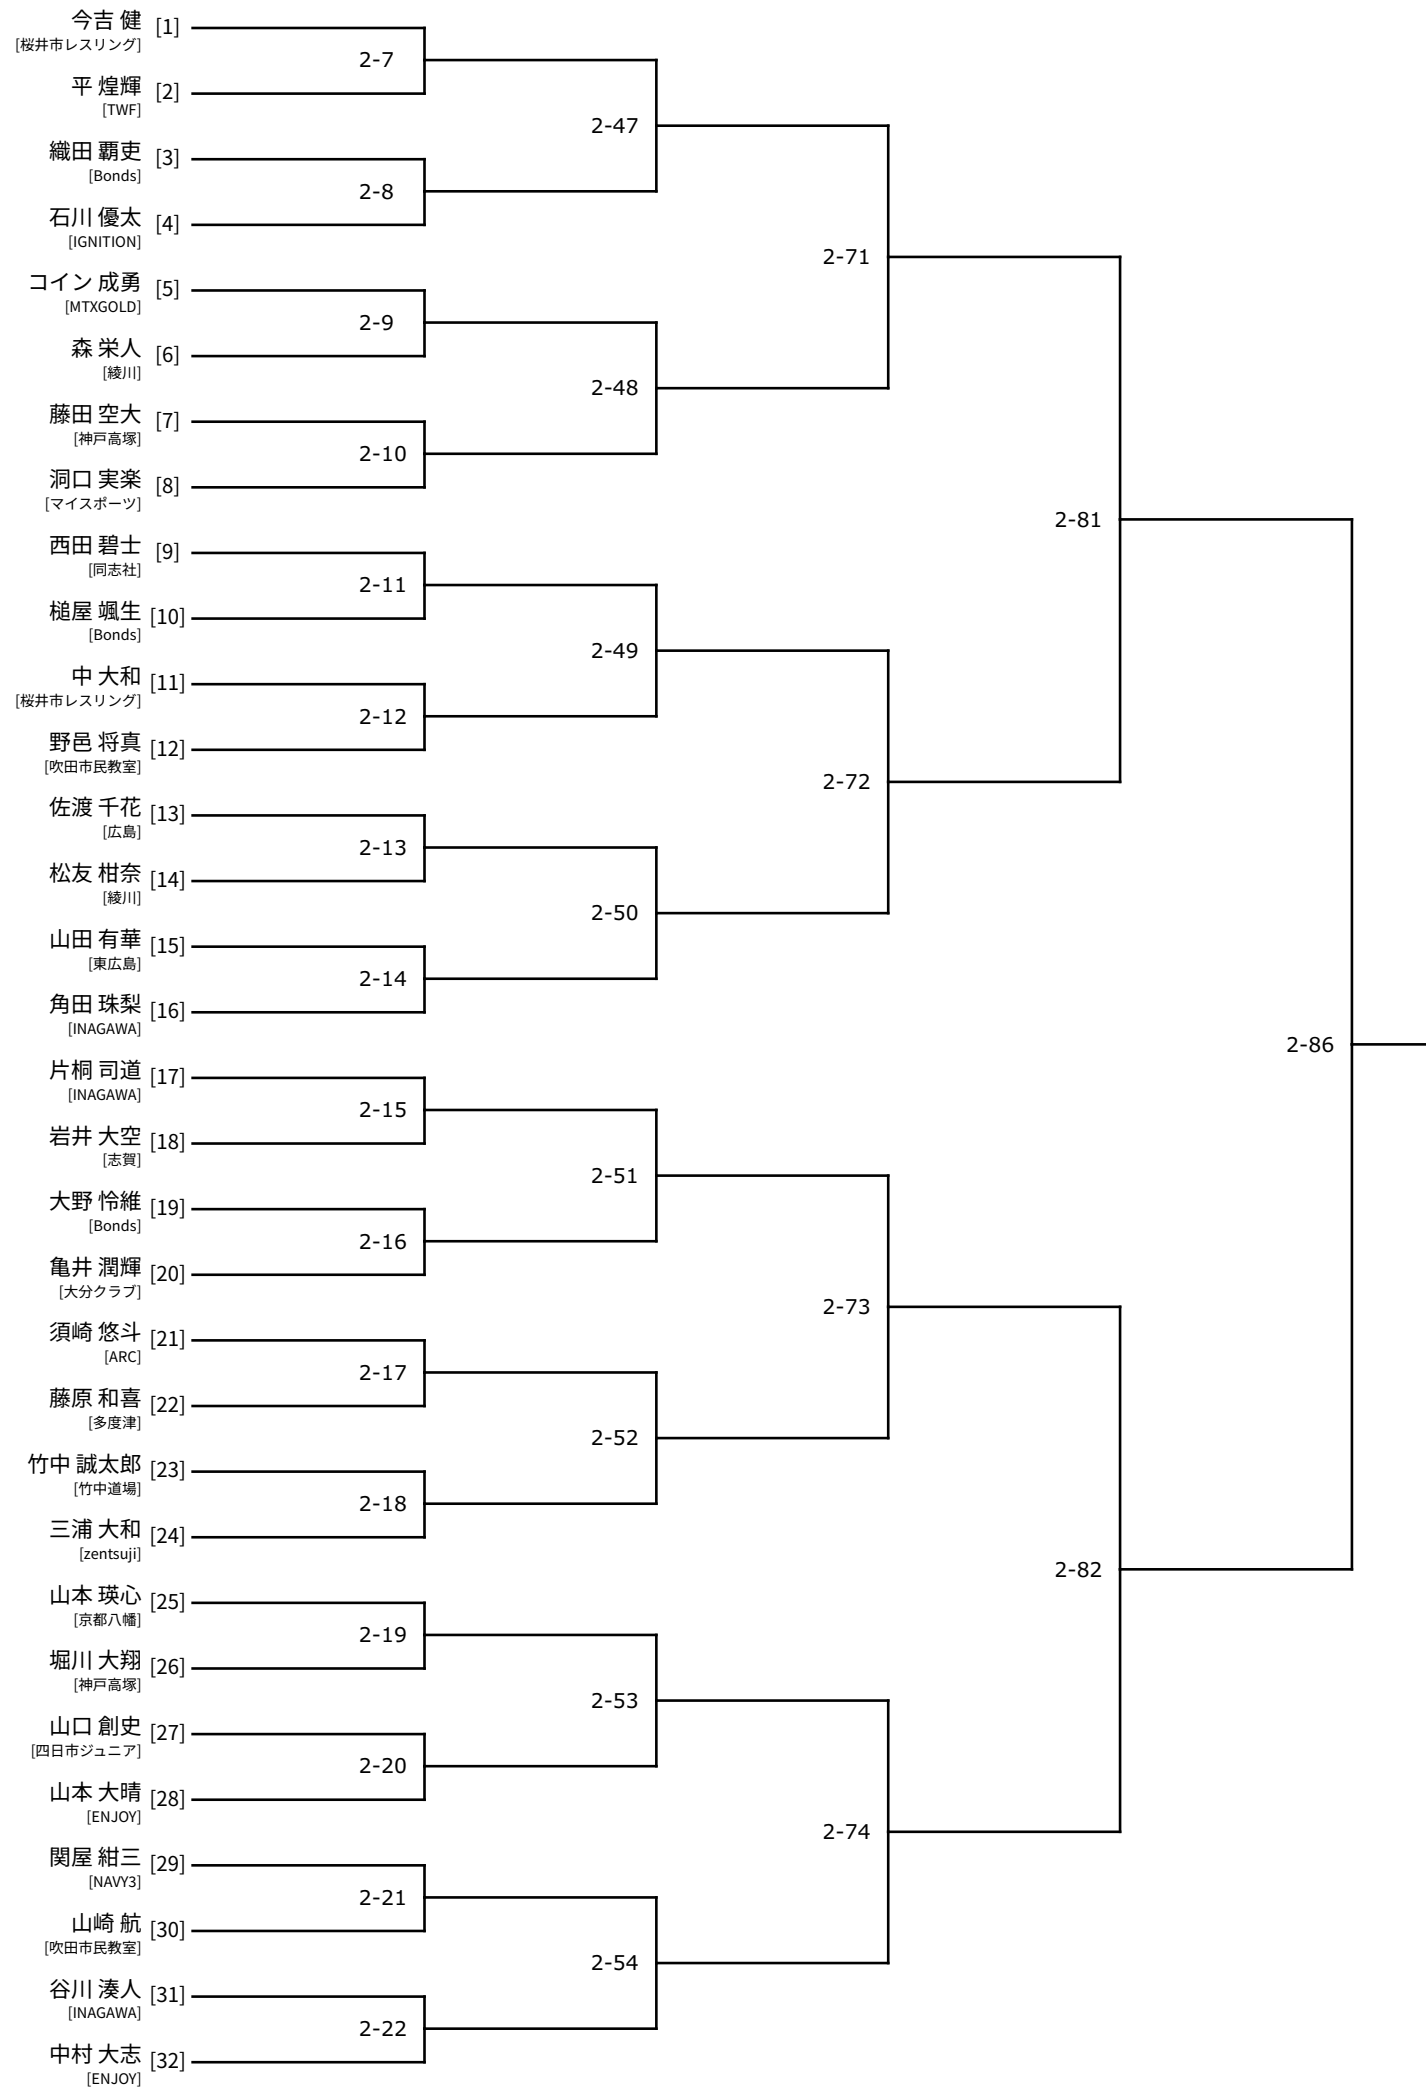 今吉 健 [1]
[桜井市レスリング]
2-7
平 煌輝 [2]
[TWF]
2-47
織田 覇吏 [3]
[Bonds]
2-8
石川 優太 [4]
[IGNITION]
2-71
コイン 成勇 [5]
[MTXGOLD]
2-9
森 栄人 [6]
[綾川]
2-48
藤田 空大 [7]
[神戸高塚]
2-10
洞口 実楽 [8]
[マイスポーツ]
2-81
西田 碧士 [9]
[同志社]
2-11
槌屋 颯生 [10]
[Bonds]
2-49
中 大和 [11]
[桜井市レスリング]
2-12
野邑 将真 [12]
[吹田市民教室]
2-72
佐渡 千花 [13]
[広島]
2-13
松友 柑奈 [14]
[綾川]
2-50
山田 有華 [15]
[東広島]
2-14
角田 珠梨 [16]
[INAGAWA]
2-86
片桐 司道 [17]
[INAGAWA]
2-15
岩井 大空 [18]
[志賀]
2-51
大野 怜維 [19]
[Bonds]
2-16
亀井 潤輝 [20]
[大分クラブ]
2-73
須崎 悠斗 [21]
[ARC]
2-17
藤原 和喜 [22]
[多度津]
2-52
竹中 誠太郎 [23]
[竹中道場]
2-18
三浦 大和 [24]
[zentsuji]
2-82
山本 瑛心 [25]
[京都八幡]
2-19
堀川 大翔 [26]
[神戸高塚]
2-53
山口 創史 [27]
[四日市ジュニア]
2-20
山本 大晴 [28]
[ENJOY]
2-74
関屋 紺三 [29]
[NAVY3]
2-21
山崎 航 [30]
[吹田市民教室]
2-54
谷川 湊人 [31]
[INAGAWA]
2-22
中村 大志 [32]
[ENJOY]